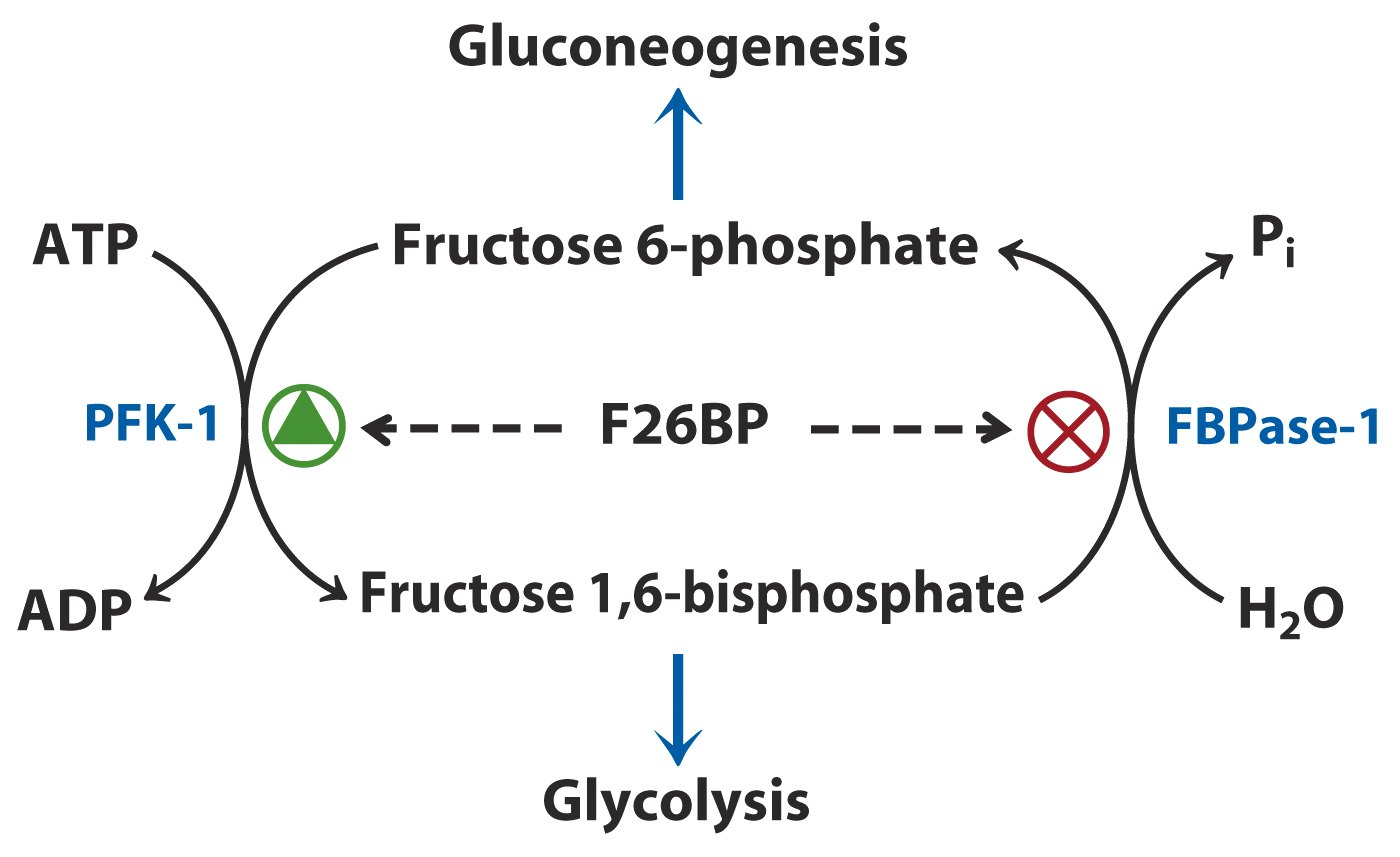 Gluconeogenesis
ATP
Fructose 6-phosphate
Pi
PFK-1
F26BP
FBPase-1
ADP
Fructose 1,6-bisphosphate
H2O
Glycolysis